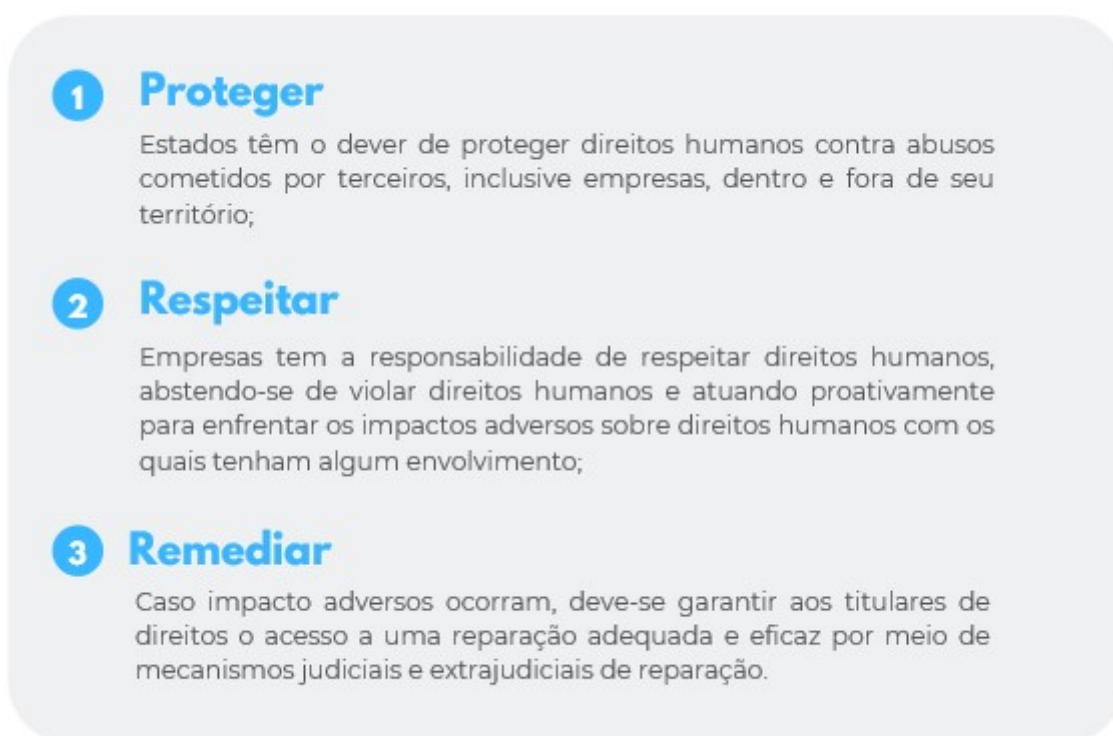 1 Proteger
Estados têm o dever de proteger direitos humanos contra abusos
cometidos por terceiros, inclusive empresas, dentro e fora de seu
território;
2 Respeitar
Empresas tem a responsabilidade de respeitar direitos humanos,
abstendo-se de violar direitos humanos e atuando proativamente
para enfrentar os impactos adversos sobre direitos humanos com os
quais tenham algum envolvimento;
3 Remediar
Caso impacto adversos ocorram, deve-se garantir aos titulares de
direitos o acesso a uma reparação adequada e eficaz por meio de
mecanismos judiciais e extrajudiciais de reparação.